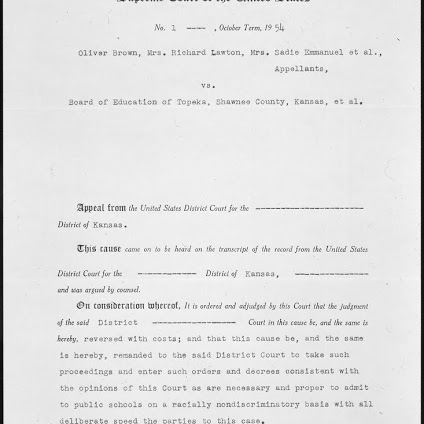 Supreme Court of the United States
No. 1 ----, October Term, 1954
Oliver Brown, Mrs. Richard Lawton, Mrs. Sadie Emmanuel et al.,
Appellants,
vs.
Board of Education of Topeka, Shawnee County, Kansas, et al.
Appeal from the United States District Court for the --------------------
District of Kansas.
This cause came on to be heard on the transcript of the record from the United States
District Court for the ------------ District of Kansas, --------------
and was argued by counsel.
On consideration whereof, It is ordered and adjudged by this Court that the judgment
of the said District ---------------- Court in this cause be, and the same is
hereby, reversed with costs; and that this cause be, and the same
is hereby, remanded to the said District Court to take such
proceedings and enter such orders and decrees consistent with
the opinions of this Court as are necessary and proper to admit
to public schools on a racially nondiscriminatory basis with all
deliberate speed the parties to this case.